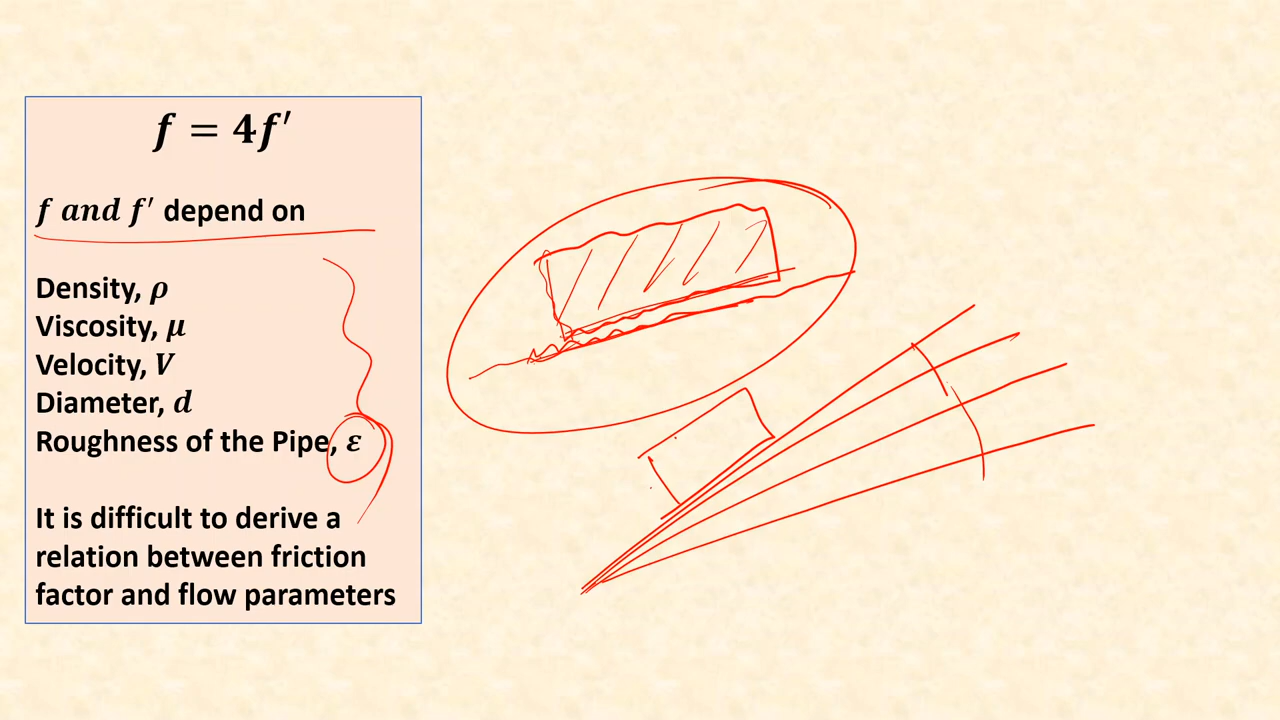 f = 4f′
f and f′ depend on
Density, ρ
Viscosity, μ
Velocity, V
Diameter, d
Roughness of the Pipe, ε
It is difficult to derive a
relation between friction
factor and flow parameters